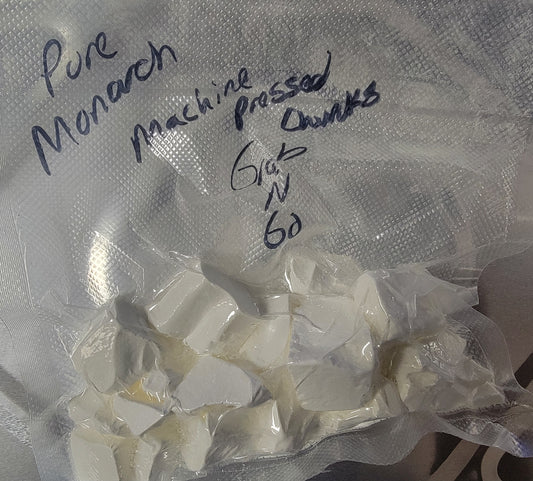 Pure
Monarch
Machine
Pressed
Chunks
Grab
N
Go